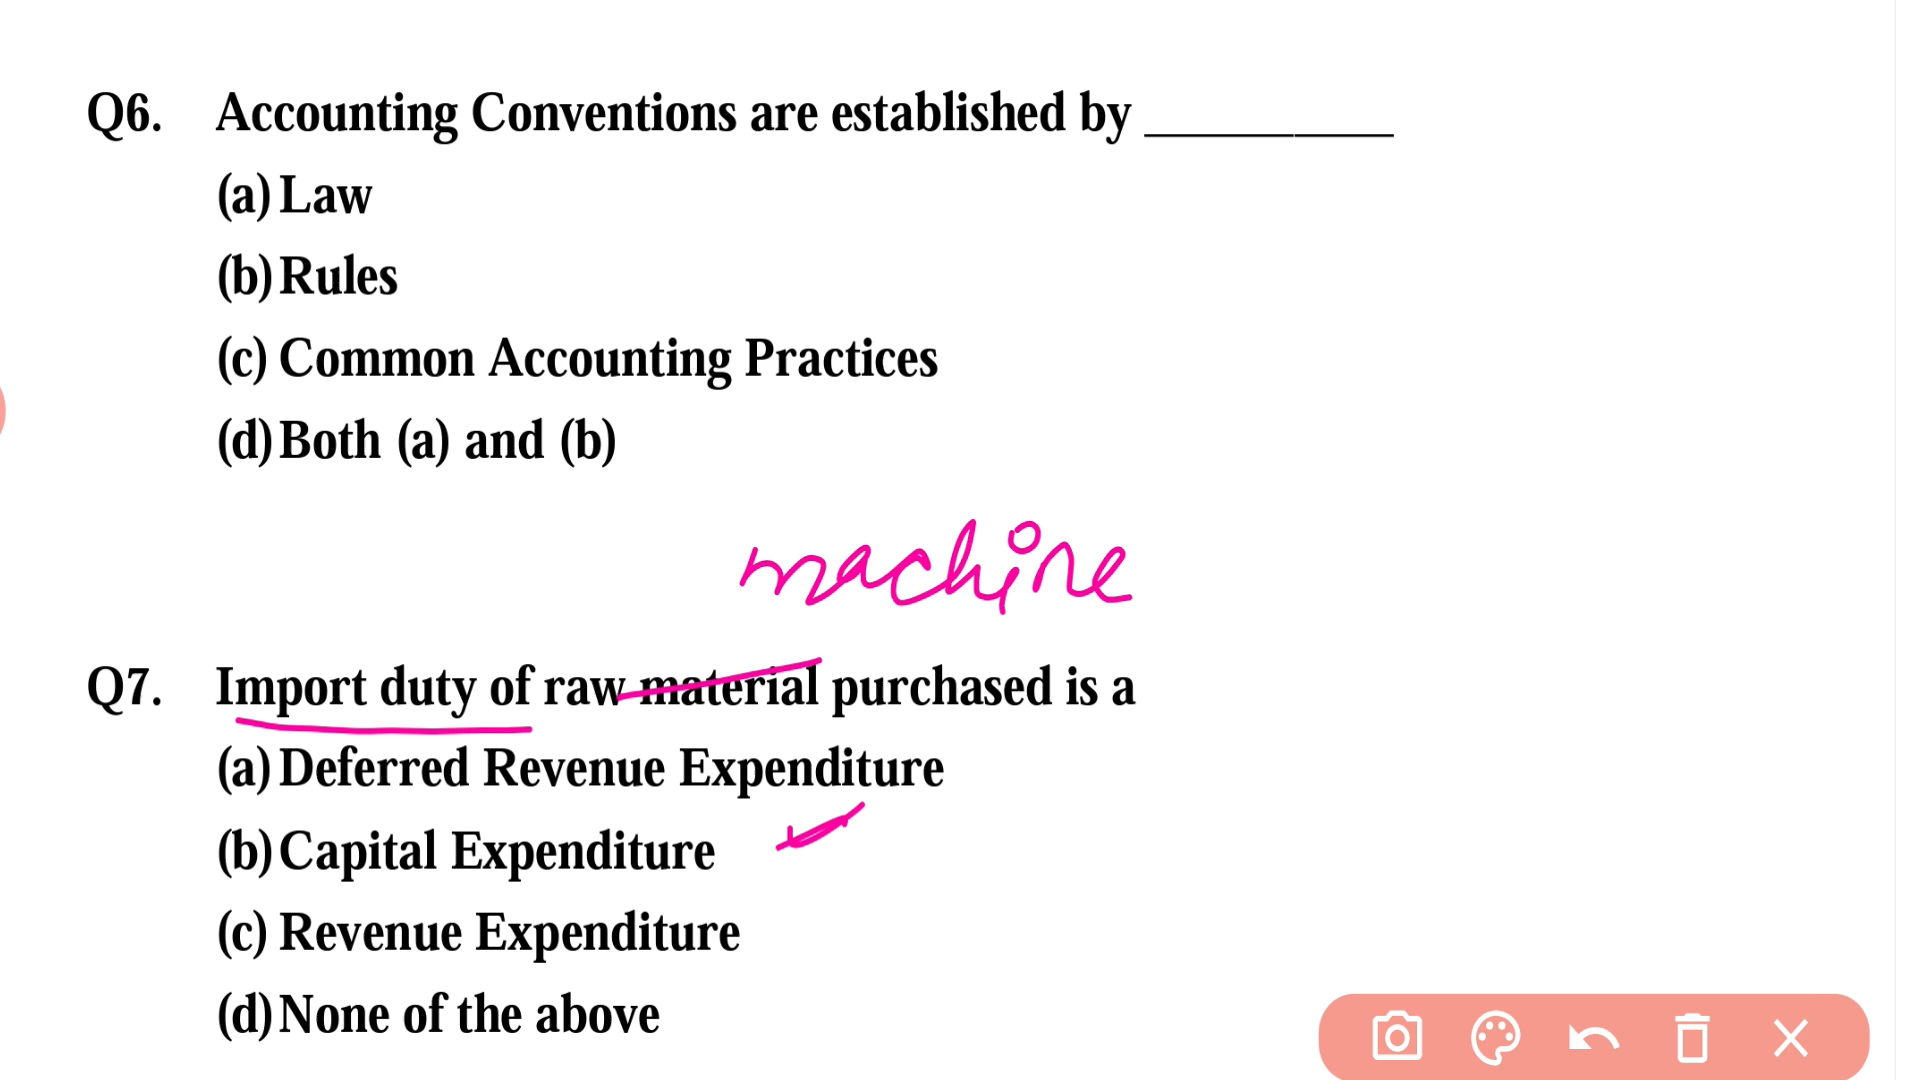 Q6. Accounting Conventions are established by __________
(a) Law
(b) Rules
(c) Common Accounting Practices
(d) Both (a) and (b)
machine
Q7. Import duty of raw material purchased is a
(a) Deferred Revenue Expenditure
(b) Capital Expenditure
(c) Revenue Expenditure
(d) None of the above